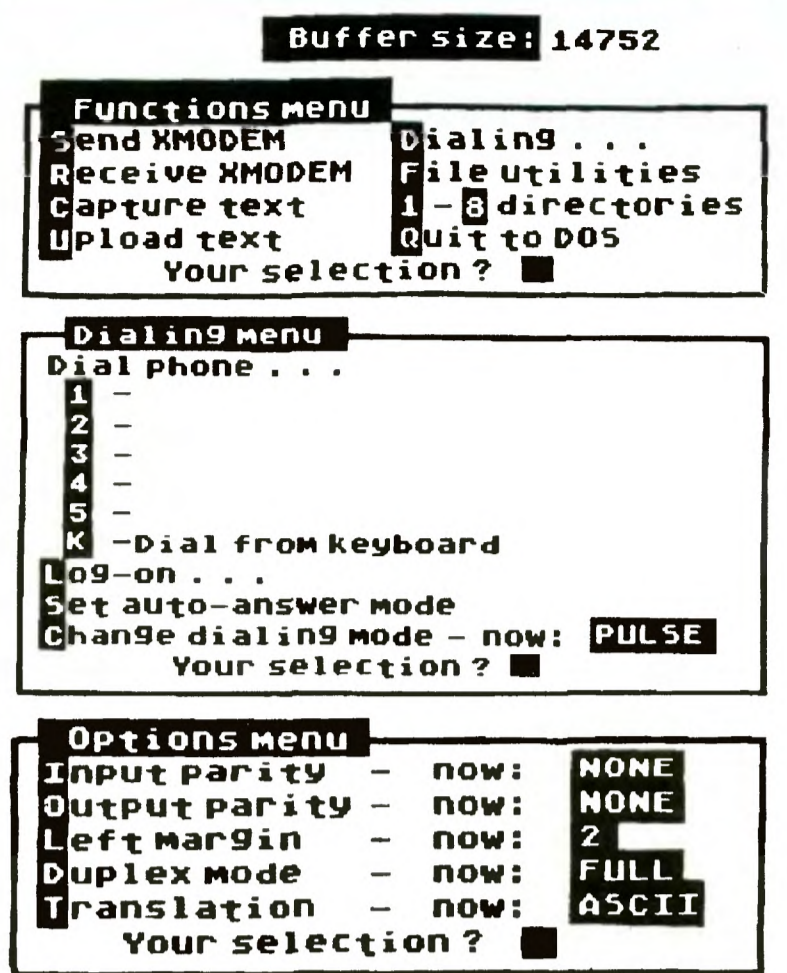 Buffer size: 14752
Functions menu
Send XMODEM Dialing . . .
Receive XMODEM File utilities
Capture text 1 - 8 directories
Upload text Quit to DOS
Your selection ?
Dialing menu
Dial phone . . .
1 -
2 -
3 -
4 -
5 -
K -Dial from keyboard
Log-on . . .
Set auto-answer mode
Change dialing mode - now: PULSE
Your selection ?
Options menu
Input parity - now: NONE
Output parity - now: NONE
Left margin - now: 2
Duplex mode - now: FULL
Translation - now: ASCII
Your selection ?